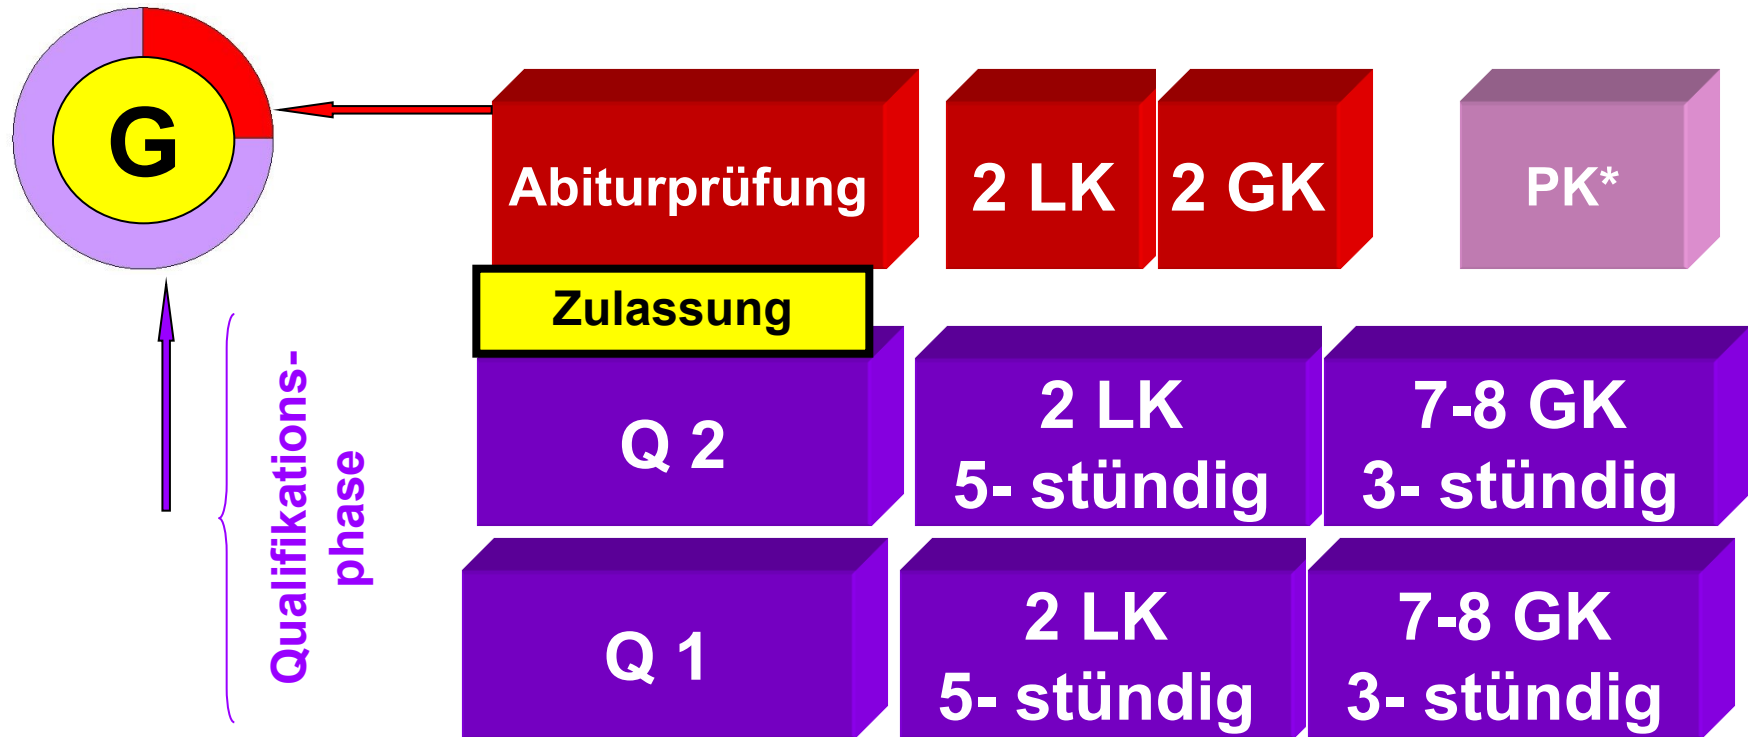 G
Abiturprüfung
2 LK
2 GK
PK*
Zulassung
Qualifikations-
phase
Q 2
2 LK
5- stündig
7-8 GK
3- stündig
Q 1
2 LK
5- stündig
7-8 GK
3- stündig